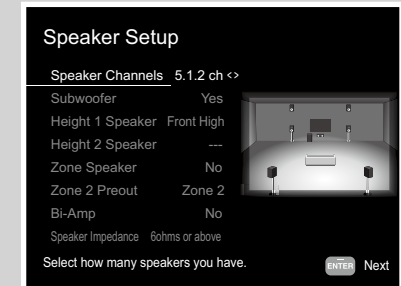 Speaker Setup
Speaker Channels 5.1.2 ch <>
Subwoofer Yes
Height 1 Speaker Front High
Height 2 Speaker ---
Zone Speaker No
Zone 2 Preout Zone 2
Bi-Amp No
Speaker Impedance 6ohms or above
Select how many speakers you have.
ENTER Next